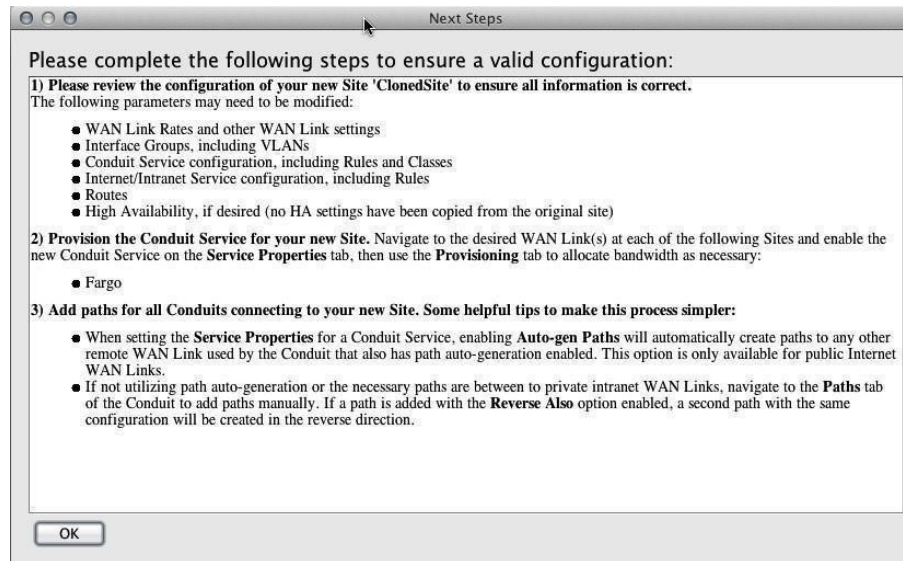 Next Steps
Please complete the following steps to ensure a valid configuration:
1) Please review the configuration of your new Site 'ClonedSite' to ensure all information is correct.
The following parameters may need to be modified:
WAN Link Rates and other WAN Link settings
Interface Groups, including VLANs
Conduit Service configuration, including Rules and Classes
Internet/Intranet Service configuration, including Rules
Routes
High Availability, if desired (no HA settings have been copied from the original site)
2) Provision the Conduit Service for your new Site. Navigate to the desired WAN Link(s) at each of the following Sites and enable the
new Conduit Service on the Service Properties tab, then use the Provisioning tab to allocate bandwidth as necessary:
Fargo
3) Add paths for all Conduits connecting to your new Site. Some helpful tips to make this process simpler:
When setting the Service Properties for a Conduit Service, enabling Auto-gen Paths will automatically create paths to any other
remote WAN Link used by the Conduit that also has path auto-generation enabled. This option is only available for public Internet
WAN Links.
If not utilizing path auto-generation or the necessary paths are between to private intranet WAN Links, navigate to the Paths tab
of the Conduit to add paths manually. If a path is added with the Reverse Also option enabled, a second path with the same
configuration will be created in the reverse direction.
OK